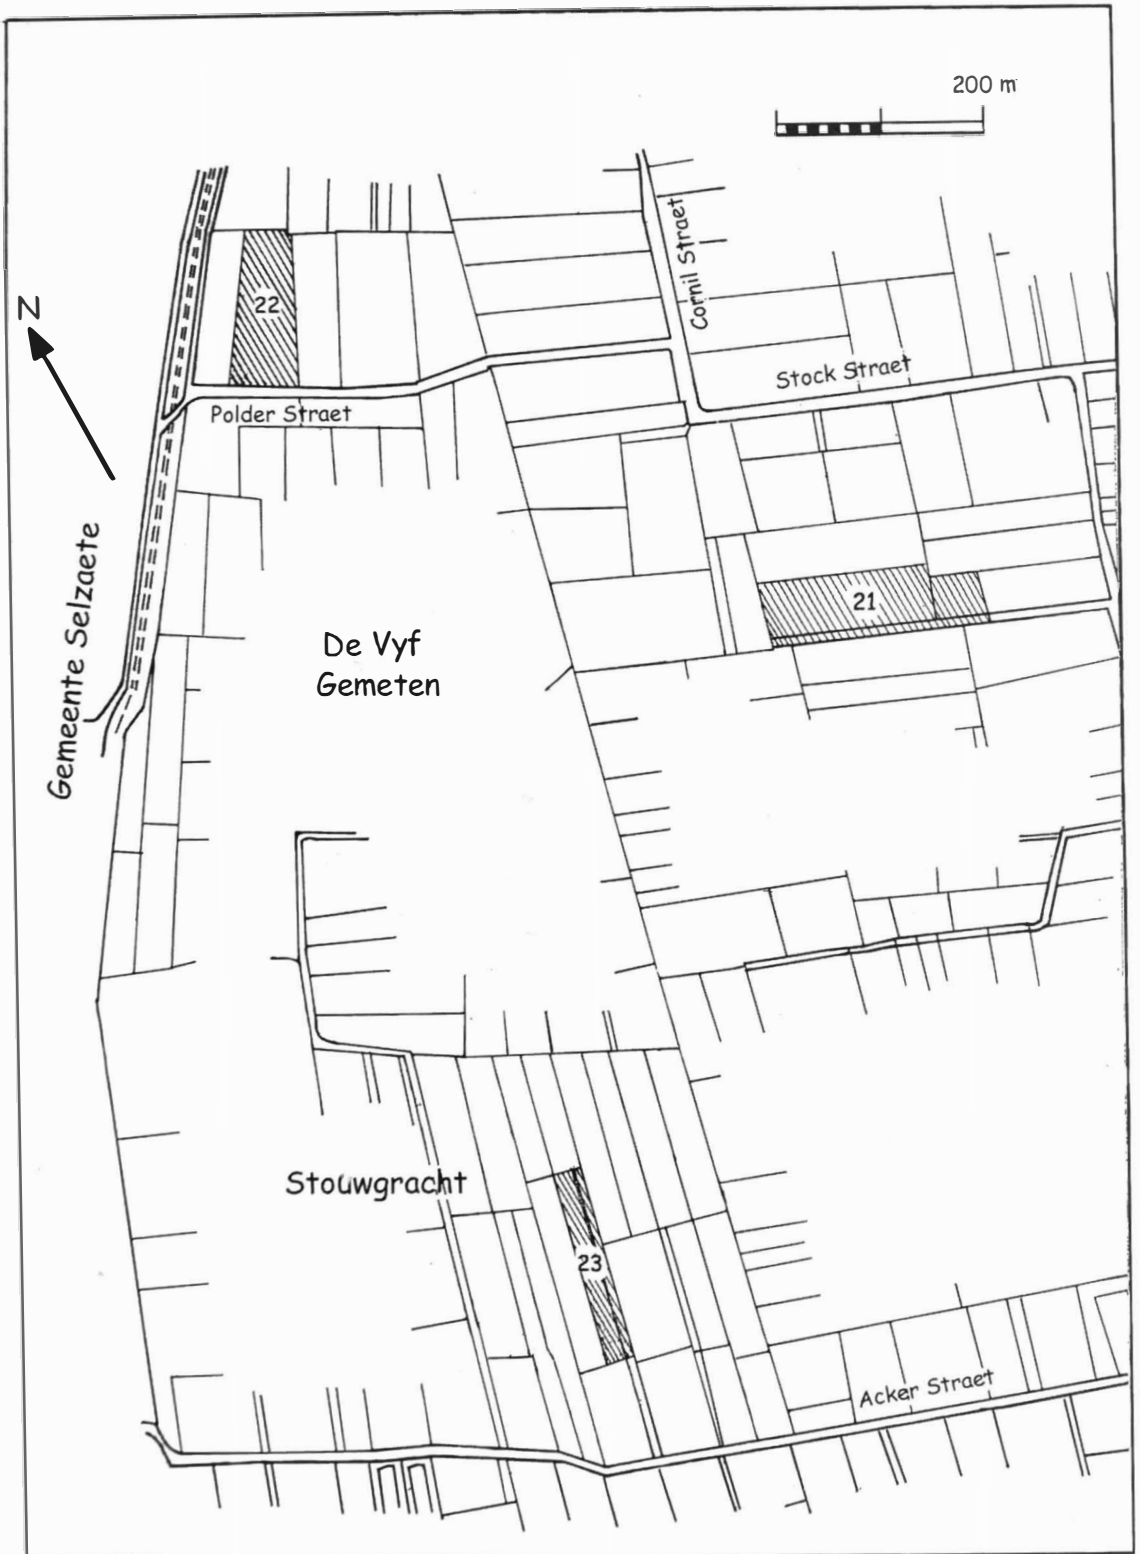 200 m
Cornil Straet
22
N
Stock Straet
Polder Straet
Gemeente Selzaete
21
De Vyf
Gemeten
Stouwgracht
23
Acker Straet